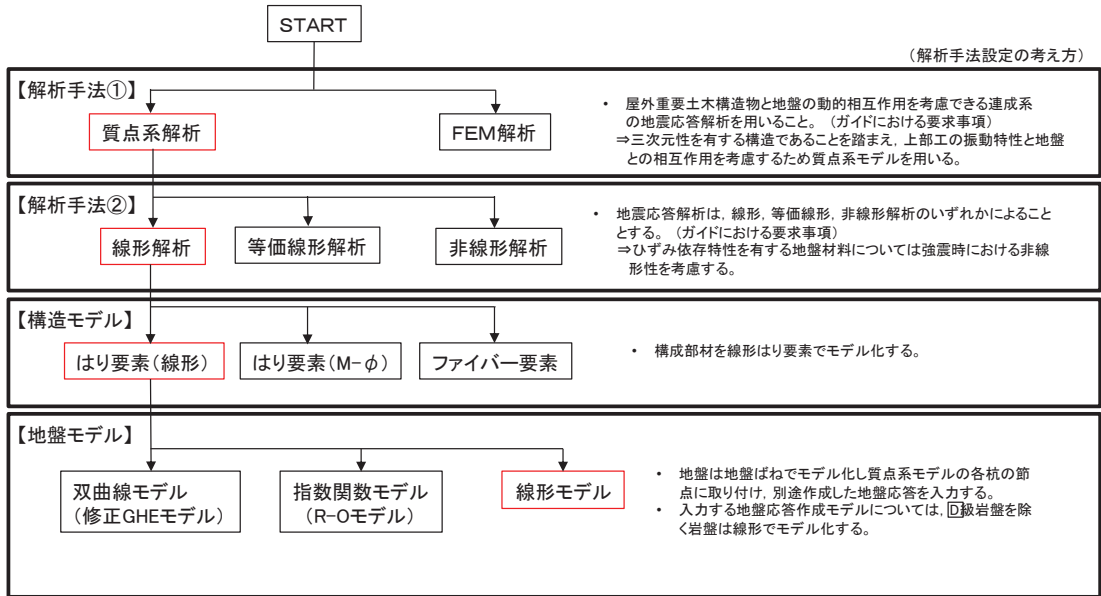 START
(解析手法設定の考え方)
【解析手法①】
質点系解析
FEM解析
・ 屋外重要土木構造物と地盤の動的相互作用を考慮できる連成系
の地震応答解析を用いること。 (ガイドにおける要求事項)
⇒三次元性を有する構造であることを踏まえ, 上部工の振動特性と地盤
との相互作用を考慮するため質点系モデルを用いる。
【解析手法②】
線形解析
等価線形解析
非線形解析
・ 地震応答解析は, 線形, 等価線形, 非線形解析のいずれかによること
とする。 (ガイドにおける要求事項)
⇒ひずみ依存特性を有する地盤材料については強震時における非線
形性を考慮する。
【構造モデル】
はり要素(線形)
はり要素(M-φ)
ファイバー要素
・ 構成部材を線形はり要素でモデル化する。
【地盤モデル】
双曲線モデル
(修正GHEモデル)
指数関数モデル
(R-Oモデル)
線形モデル
・ 地盤は地盤ばねでモデル化し質点系モデルの各杭の節
点に取り付け, 別途作成した地盤応答を入力する。
・ 入力する地盤応答作成モデルについては, D級岩盤を除
く岩盤は線形でモデル化する。